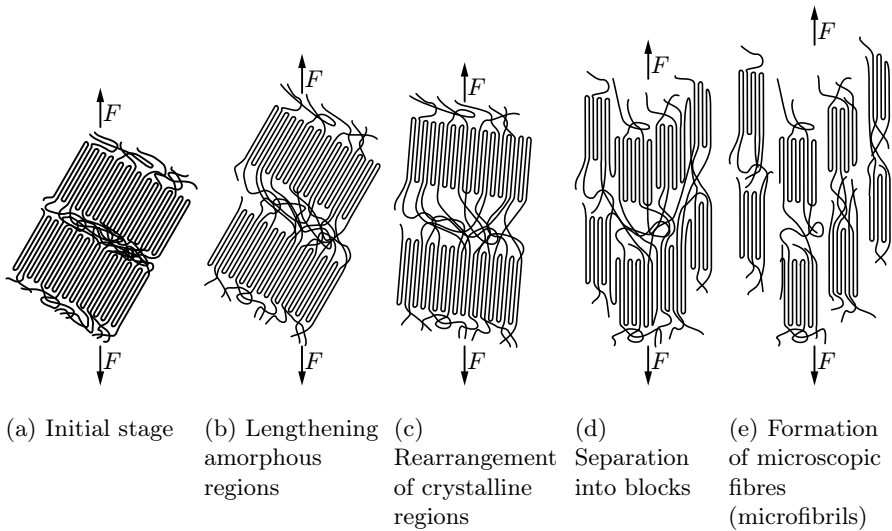 F
F
F
F
F
F
F
F
F
F
(a) Initial stage
(b) Lengthening
amorphous
regions
(c)
Rearrangement
of crystalline
regions
(d)
Separation
into blocks
(e) Formation
of microscopic
fibres
(microfibrils)